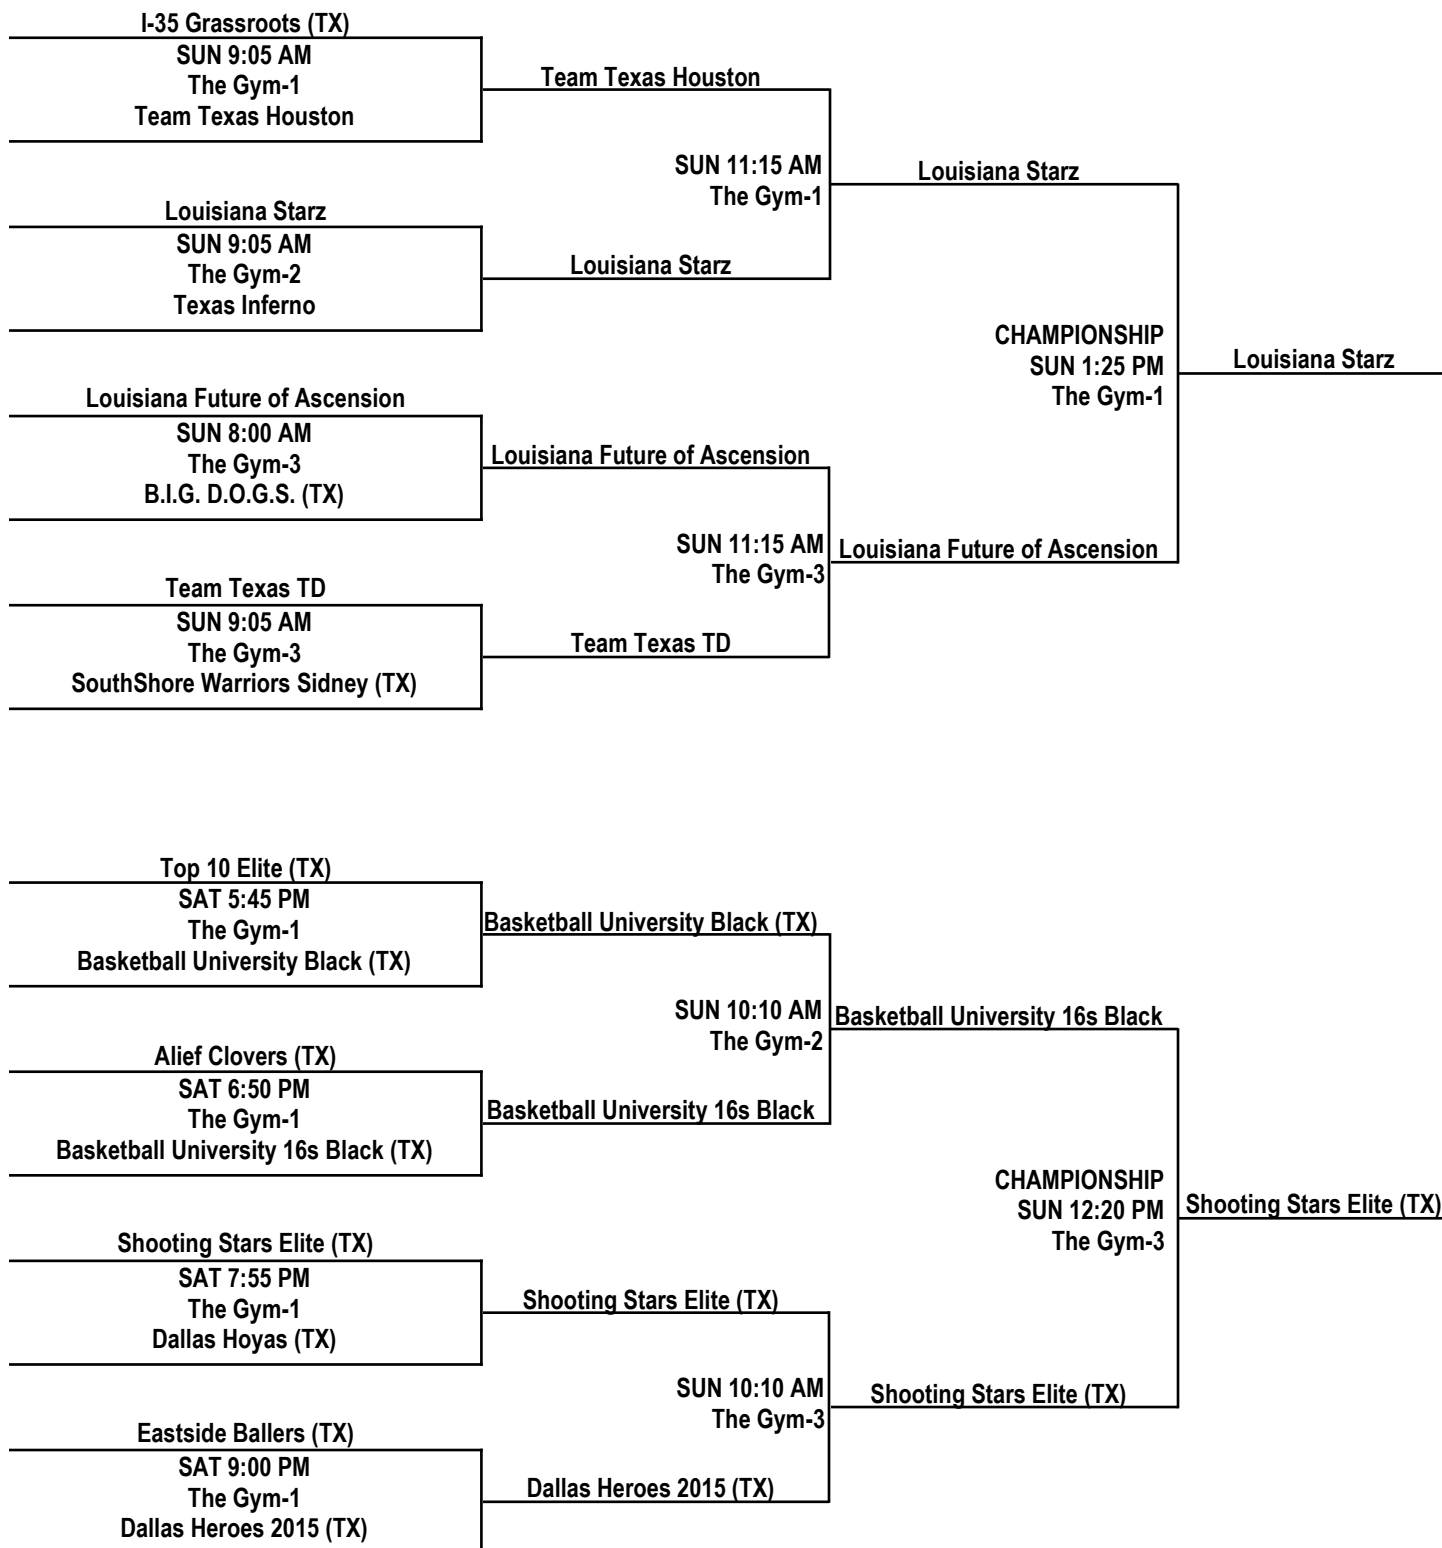 I-35 Grassroots (TX)
SUN 9:05 AM
The Gym-1
Team Texas Houston
Team Texas Houston
SUN 11:15 AM
The Gym-1
Louisiana Starz
Louisiana Starz
SUN 9:05 AM
The Gym-2
Texas Inferno
Louisiana Starz
CHAMPIONSHIP
SUN 1:25 PM
The Gym-1
Louisiana Starz
Louisiana Future of Ascension
SUN 8:00 AM
The Gym-3
B.I.G. D.O.G.S. (TX)
Louisiana Future of Ascension
SUN 11:15 AM
The Gym-3
Louisiana Future of Ascension
Team Texas TD
SUN 9:05 AM
The Gym-3
SouthShore Warriors Sidney (TX)
Team Texas TD
Top 10 Elite (TX)
SAT 5:45 PM
The Gym-1
Basketball University Black (TX)
Basketball University Black (TX)
SUN 10:10 AM
The Gym-2
Basketball University 16s Black
Alief Clovers (TX)
SAT 6:50 PM
The Gym-1
Basketball University 16s Black (TX)
Basketball University 16s Black
CHAMPIONSHIP
SUN 12:20 PM
The Gym-3
Shooting Stars Elite (TX)
Shooting Stars Elite (TX)
SAT 7:55 PM
The Gym-1
Dallas Hoyas (TX)
Shooting Stars Elite (TX)
SUN 10:10 AM
The Gym-3
Shooting Stars Elite (TX)
Eastside Ballers (TX)
SAT 9:00 PM
The Gym-1
Dallas Heroes 2015 (TX)
Dallas Heroes 2015 (TX)